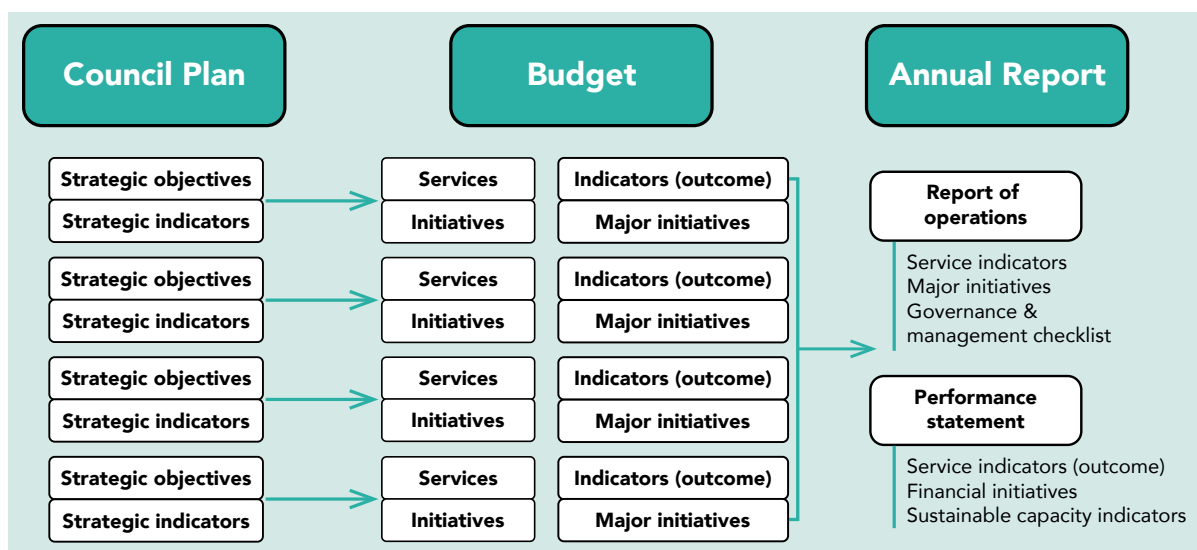 Council Plan
Budget
Annual Report
Strategic objectives
Strategic indicators
Services
Initiatives
Indicators (outcome)
Major initiatives
Strategic objectives
Strategic indicators
Services
Initiatives
Indicators (outcome)
Major initiatives
Strategic objectives
Strategic indicators
Services
Initiatives
Indicators (outcome)
Major initiatives
Strategic objectives
Strategic indicators
Services
Initiatives
Indicators (outcome)
Major initiatives
Report of
operations
Service indicators
Major initiatives
Governance &
management checklist
Performance
statement
Service indicators (outcome)
Financial initiatives
Sustainable capacity indicators